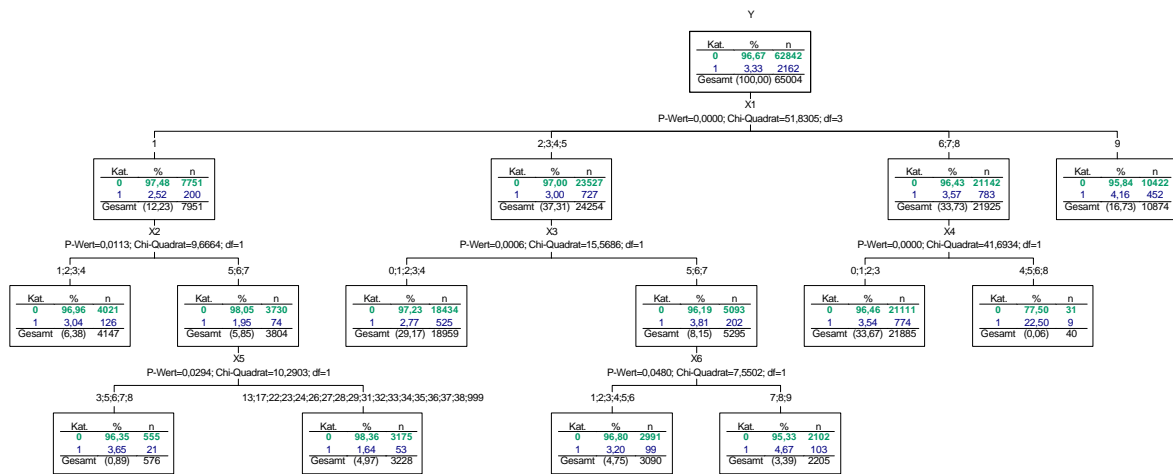 Y
Kat. % n
0 96,67 62842
1 3,33 2162
Gesamt (100,00) 65004
X1
P-Wert=0,0000; Chi-Quadrat=51,8305; df=3
1
2;3;4;5
6;7;8
9
Kat. % n
0 97,48 7751
1 2,52 200
Gesamt (12,23) 7951
X2
P-Wert=0,0113; Chi-Quadrat=9,6664; df=1
Kat. % n
0 97,00 23527
1 3,00 727
Gesamt (37,31) 24254
X3
P-Wert=0,0006; Chi-Quadrat=15,5686; df=1
Kat. % n
0 96,43 21142
1 3,57 783
Gesamt (33,73) 21925
X4
P-Wert=0,0000; Chi-Quadrat=41,6934; df=1
Kat. % n
0 95,84 10422
1 4,16 452
Gesamt (16,73) 10874
1;2;3;4
5;6;7
0;1;2;3;4
5;6;7
0;1;2;3
4;5;6;8
Kat. % n
0 96,96 4021
1 3,04 126
Gesamt (6,38) 4147
Kat. % n
0 98,05 3730
1 1,95 74
Gesamt (5,85) 3804
X5
P-Wert=0,0294; Chi-Quadrat=10,2903; df=1
Kat. % n
0 97,23 18434
1 2,77 525
Gesamt (29,17) 18959
Kat. % n
0 96,19 5093
1 3,81 202
Gesamt (8,15) 5295
X6
P-Wert=0,0480; Chi-Quadrat=7,5502; df=1
Kat. % n
0 96,46 21111
1 3,54 774
Gesamt (33,67) 21885
Kat. % n
0 77,50 31
1 22,50 9
Gesamt (0,06) 40
3;5;6;7;8
13;17;22;23;24;26;27;28;29;31;32;33;34;35;36;37;38;999
1;2;3;4;5;6
7;8;9
Kat. % n
0 96,35 555
1 3,65 21
Gesamt (0,89) 576
Kat. % n
0 98,36 3175
1 1,64 53
Gesamt (4,97) 3228
Kat. % n
0 96,80 2991
1 3,20 99
Gesamt (4,75) 3090
Kat. % n
0 95,33 2102
1 4,67 103
Gesamt (3,39) 2205